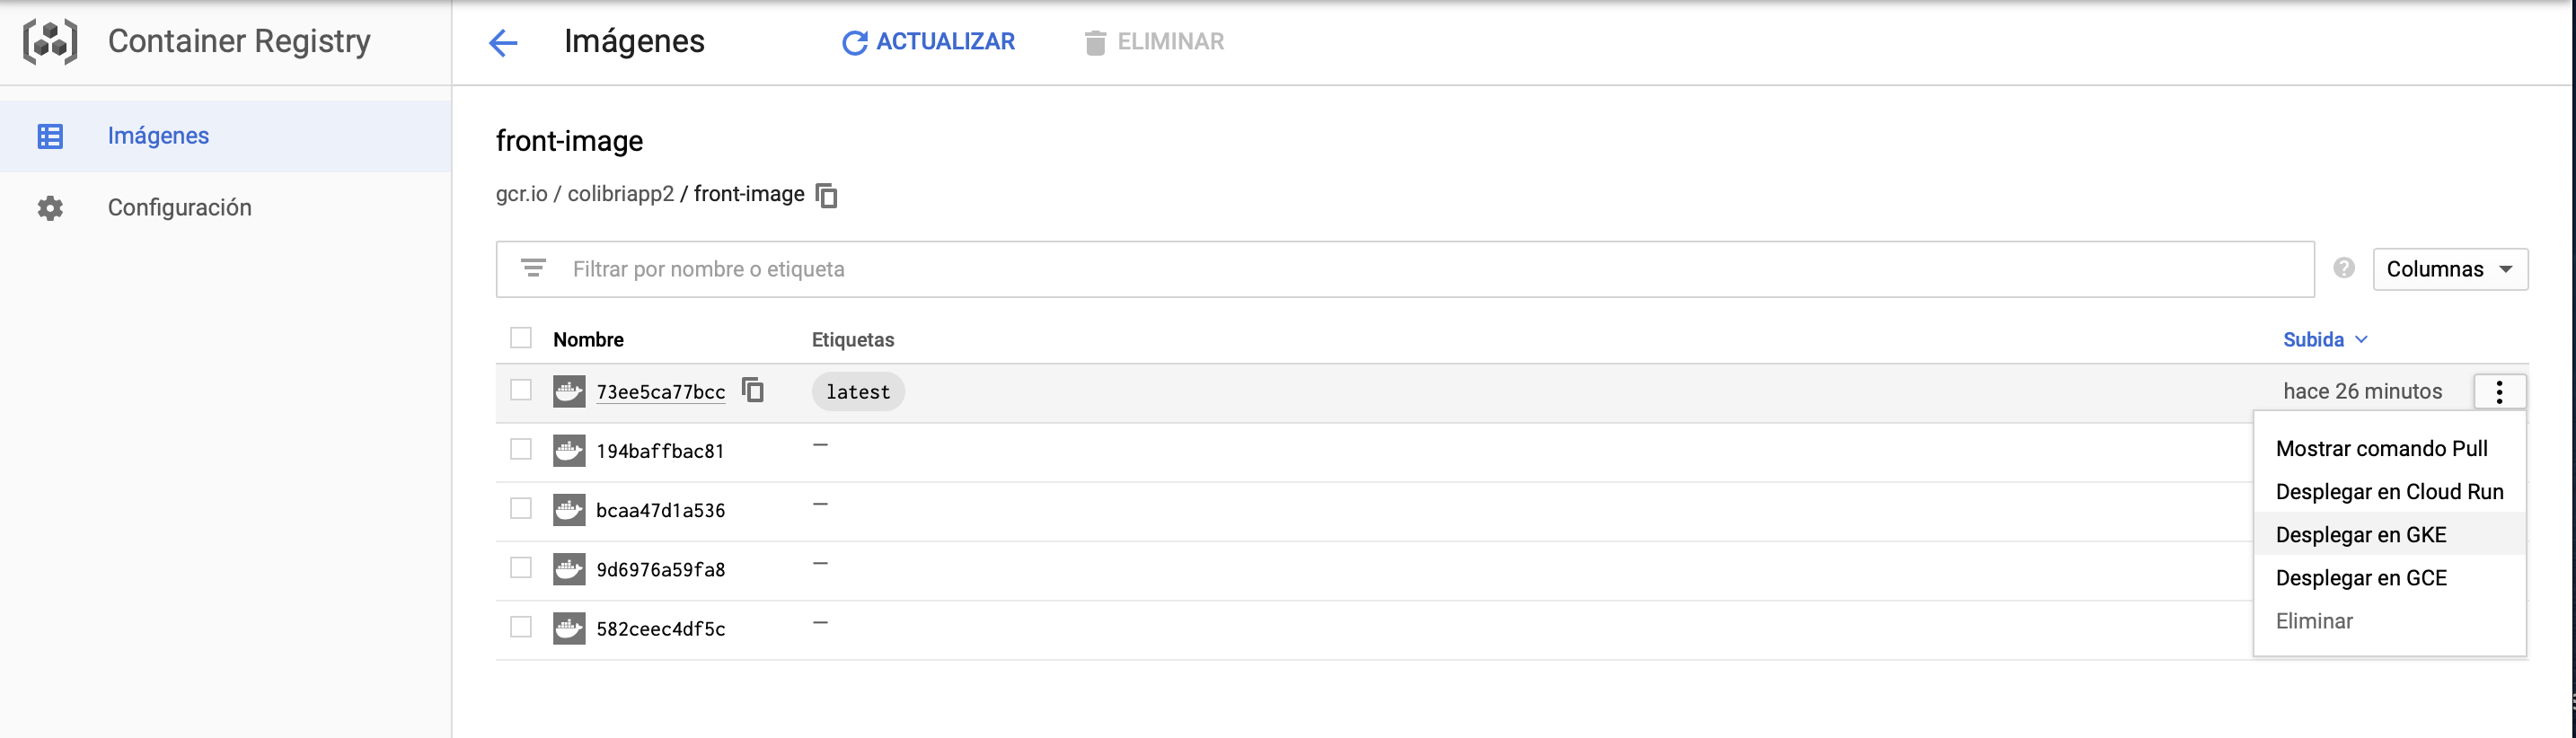 Container Registry
Imágenes
ACTUALIZAR
ELIMINAR
Imágenes
Configuración
front-image
gcr.io / colibriapp2 / front-image
Filtrar por nombre o etiqueta
?
Columnas
Nombre Etiquetas Subida
73ee5ca77bcc latest hace 26 minutos
194baffbac81 —
bcaa47d1a536 —
9d6976a59fa8 —
582ceec4df5c —
Mostrar comando Pull
Desplegar en Cloud Run
Desplegar en GKE
Desplegar en GCE
Eliminar